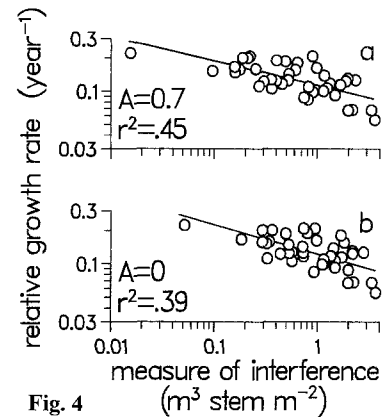 relative growth rate (year⁻¹)
0.3
0.1
0.03
a
A=0.7
r²=.45
0.3
0.1
0.03
b
A=0
r²=.39
0.01
0.1
1
measure of interference
(m³ stem m⁻²)
Fig. 4